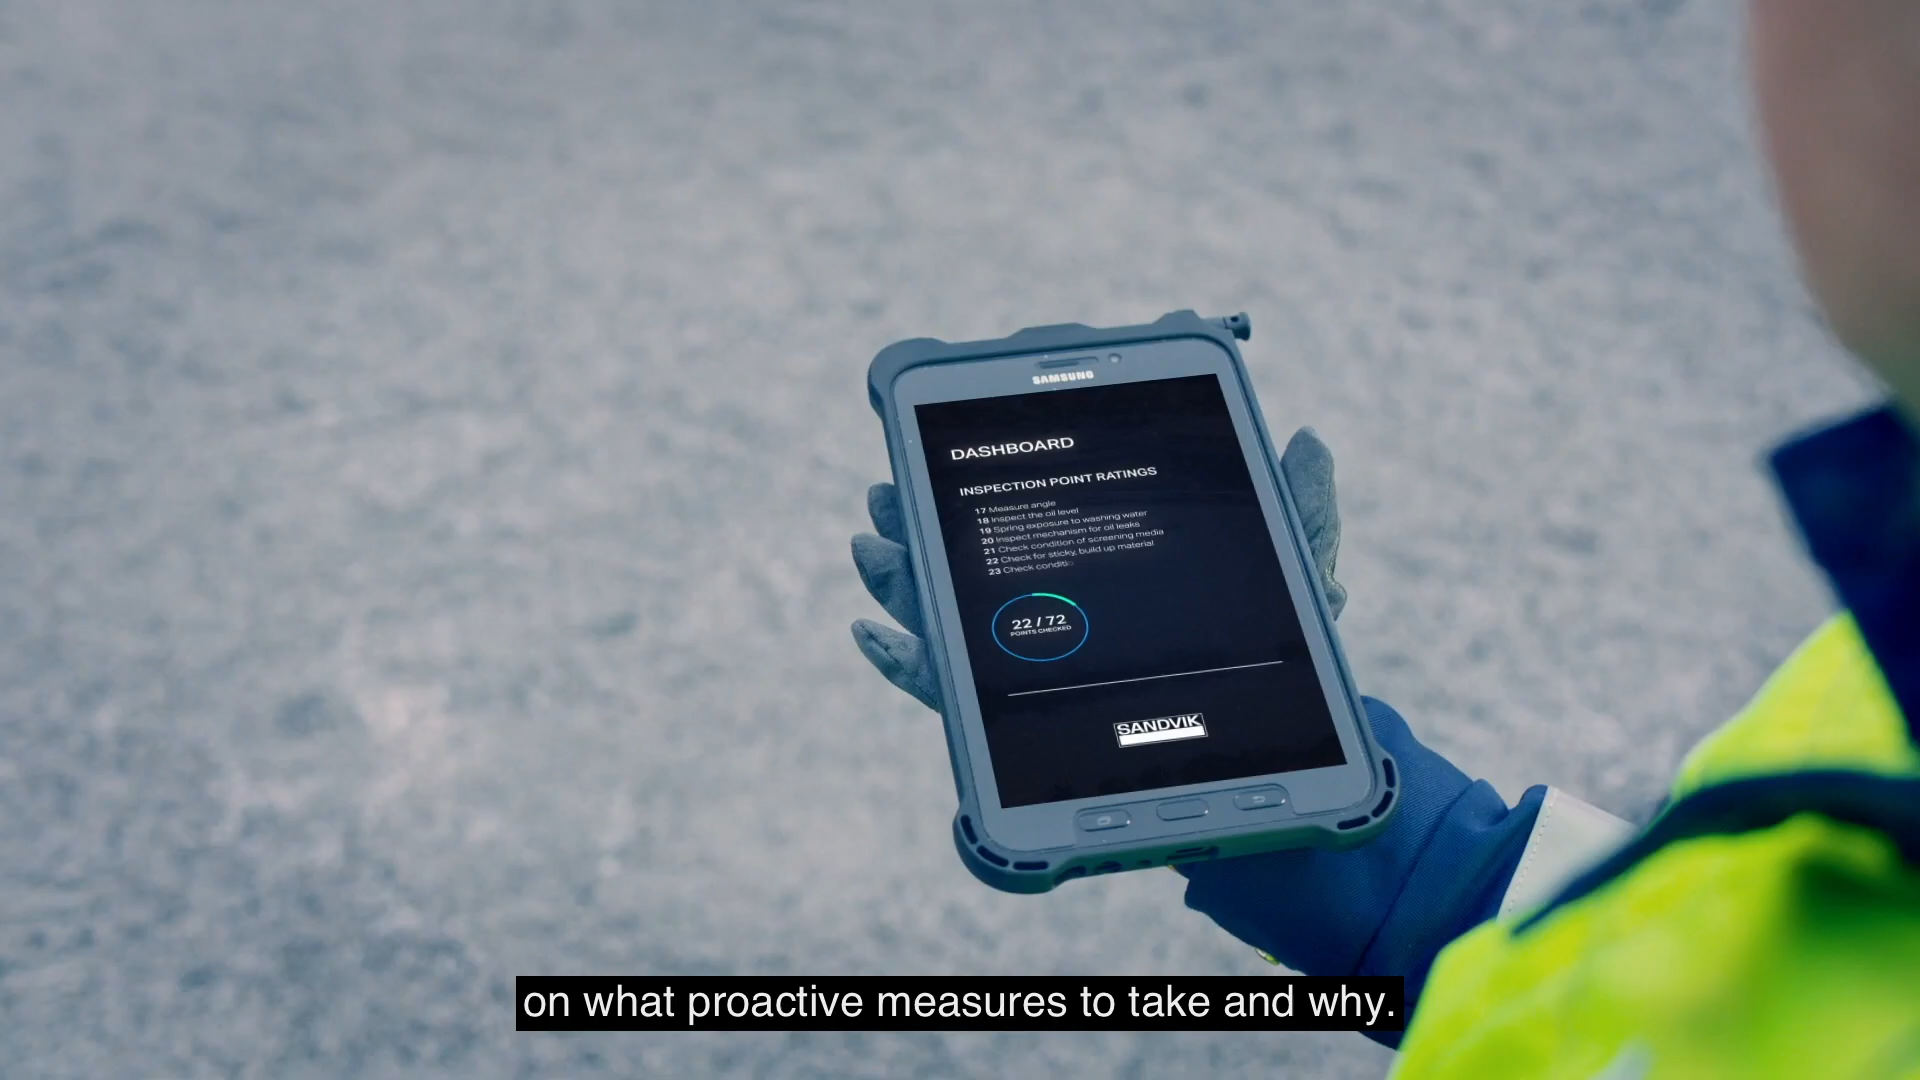 SAMSUNG
DASHBOARD
INSPECTION POINT RATINGS
17 Measure angle
18 Inspect the oil level
19 Spring exposure to washing water
20 Inspect mechanism for oil leaks
21 Check condition of screening media
22 Check for sticky, build up material
23 Check conditio
22 / 72
POINTS CHECKED
SANDVIK
on what proactive measures to take and why.